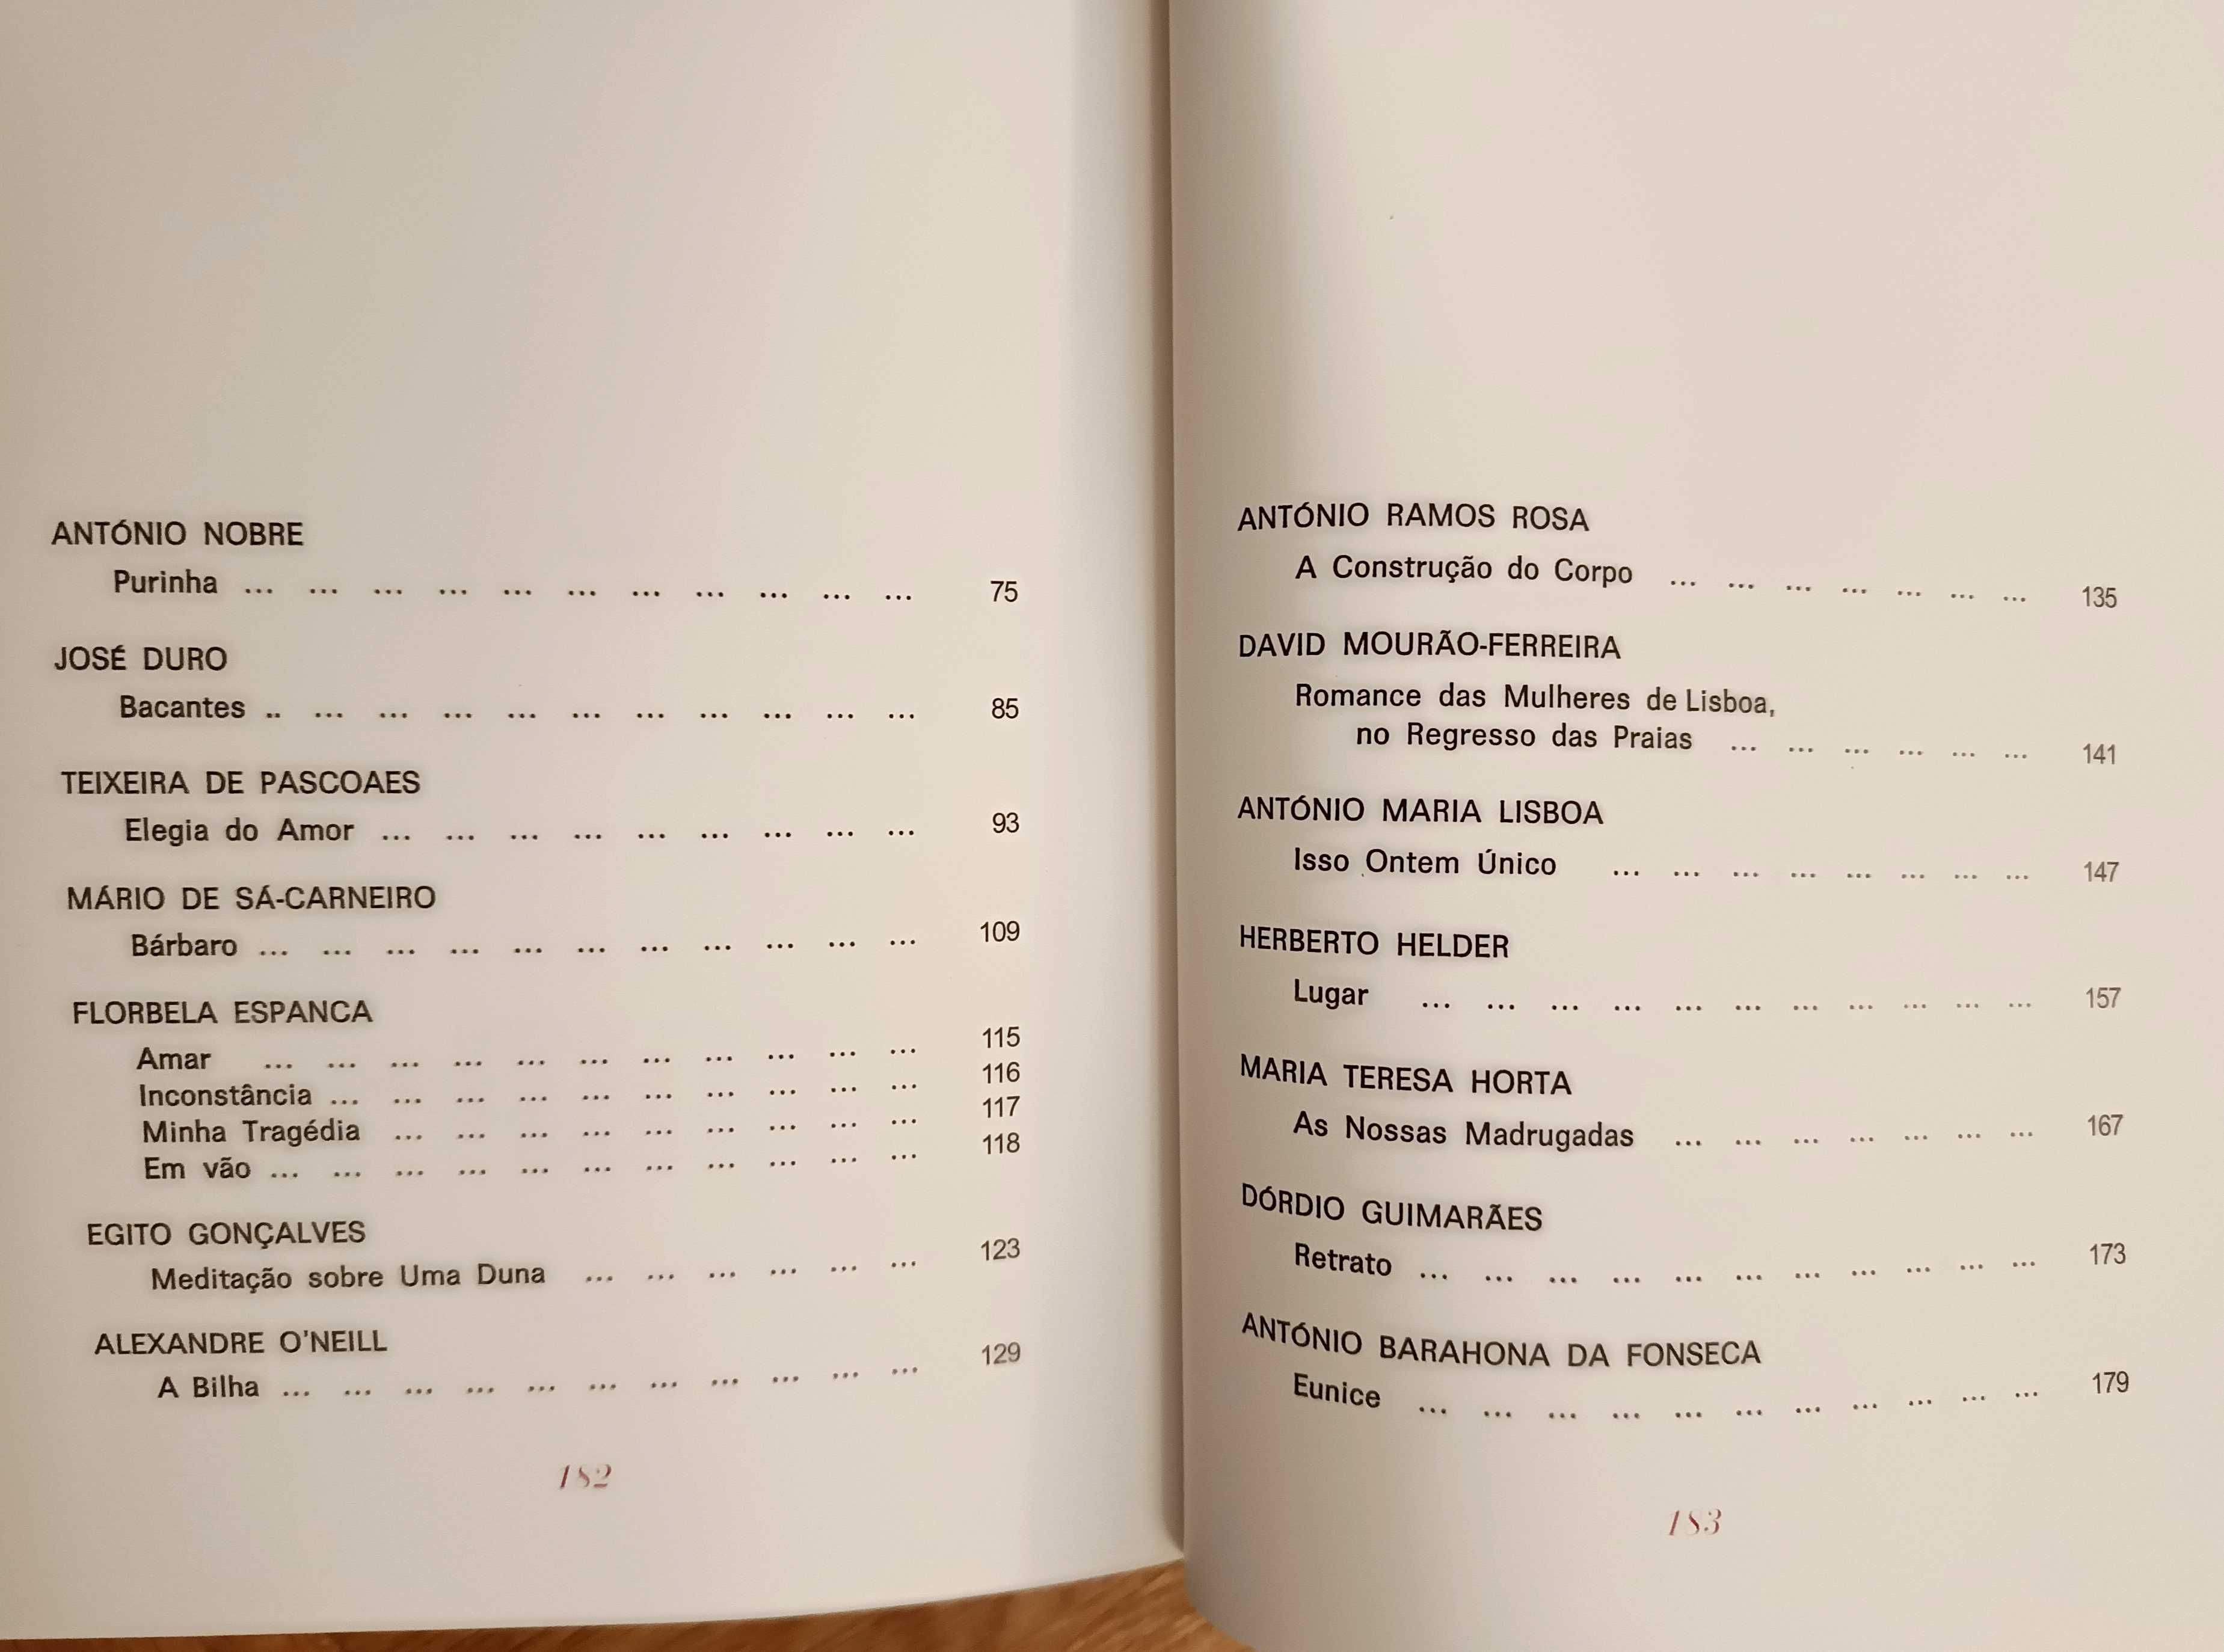 ANTÓNIO NOBRE
Purinha ... ... ... ... ... ... ... ... ... ... ... 75
JOSÉ DURO
Bacantes .. ... ... ... ... ... ... ... ... ... ... 85
TEIXEIRA DE PASCOAES
Elegia do Amor ... ... ... ... ... ... ... ... ... 93
MÁRIO DE SÁ-CARNEIRO
Bárbaro ... ... ... ... ... ... ... ... ... ... ... 109
FLORBELA ESPANCA
Amar ... ... ... ... ... ... ... ... ... ... ... 115
Inconstância ... ... ... ... ... ... ... ... ... ... 116
Minha Tragédia ... ... ... ... ... ... ... ... ... 117
Em vão ... ... ... ... ... ... ... ... ... ... ... 118
EGITO GONÇALVES
Meditação sobre Uma Duna ... ... ... ... ... ... 123
ALEXANDRE O'NEILL
A Bilha ... ... ... ... ... ... ... ... ... ... ... 129
182
ANTÓNIO RAMOS ROSA
A Construção do Corpo ... ... ... ... ... ... ... 135
DAVID MOURÃO-FERREIRA
Romance das Mulheres de Lisboa,
no Regresso das Praias ... ... ... ... ... ... 141
ANTÓNIO MARIA LISBOA
Isso Ontem Único ... ... ... ... ... ... ... ... 147
HERBERTO HELDER
Lugar ... ... ... ... ... ... ... ... ... ... ... 157
MARIA TERESA HORTA
As Nossas Madrugadas ... ... ... ... ... ... ... 167
DÓRDIO GUIMARÃES
Retrato ... ... ... ... ... ... ... ... ... ... ... 173
ANTÓNIO BARAHONA DA FONSECA
Eunice ... ... ... ... ... ... ... ... ... ... ... 179
183